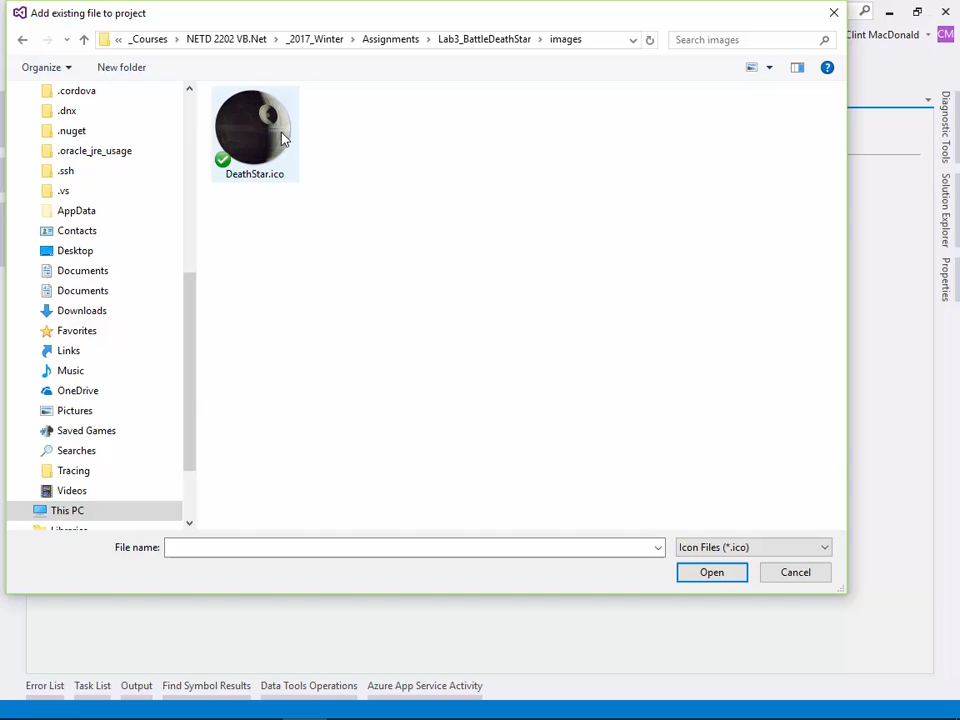 Add existing file to project
« _Courses > NETD 2202 VB.Net > _2017_Winter > Assignments > Lab3_BattleDeathStar > images
Search images
Clint MacDonald
CM
Organize
New folder
.cordova
.dnx
.nuget
.oracle_jre_usage
.ssh
.vs
AppData
Contacts
Desktop
Documents
Documents
Downloads
Favorites
Links
Music
OneDrive
Pictures
Saved Games
Searches
Tracing
Videos
This PC
Libraries
DeathStar.ico
Diagnostic Tools
Solution Explorer
Properties
File name:
Icon Files (*.ico)
Open
Cancel
Error List
Task List
Output
Find Symbol Results
Data Tools Operations
Azure App Service Activity